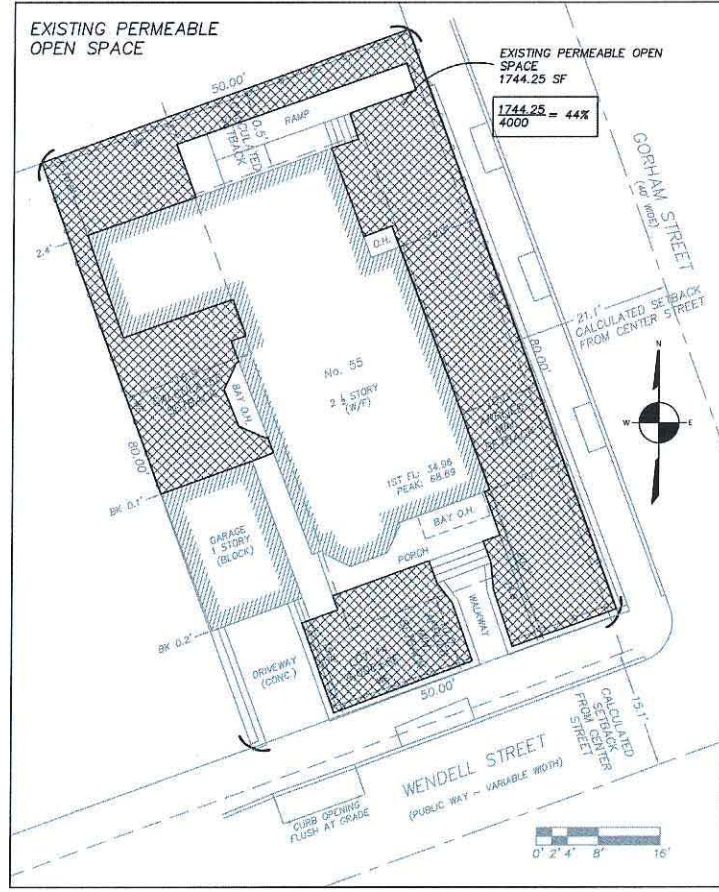 EXISTING PERMEABLE
OPEN SPACE
EXISTING PERMEABLE OPEN
SPACE
1744.25 SF
1744.25
4000
= 44%
50.00'
RAMP
CALCULATED
SETBACK
GORHAM STREET
(40' WIDE)
2.4'
O.H.
21.1'
CALCULATED SETBACK
FROM CENTER STREET
80.00'
N
W
E
No. 55
2 ½ STORY
(W/F)
BAY O.H.
80.00'
1ST FL: 34.96
PEAK: 68.69
BK 0.1'
BAY O.H.
GARAGE
1 STORY
(BLOCK)
PORCH
WALKWAY
BK 0.2'
DRIVEWAY
(CONC.)
50.00'
15.1'
CALCULATED
SETBACK
FROM CENTER
STREET
WENDELL STREET
(PUBLIC WAY ~ VARIABLE WIDTH)
CURB OPENING
FLUSH AT GRADE
0' 2' 4' 8' 16'